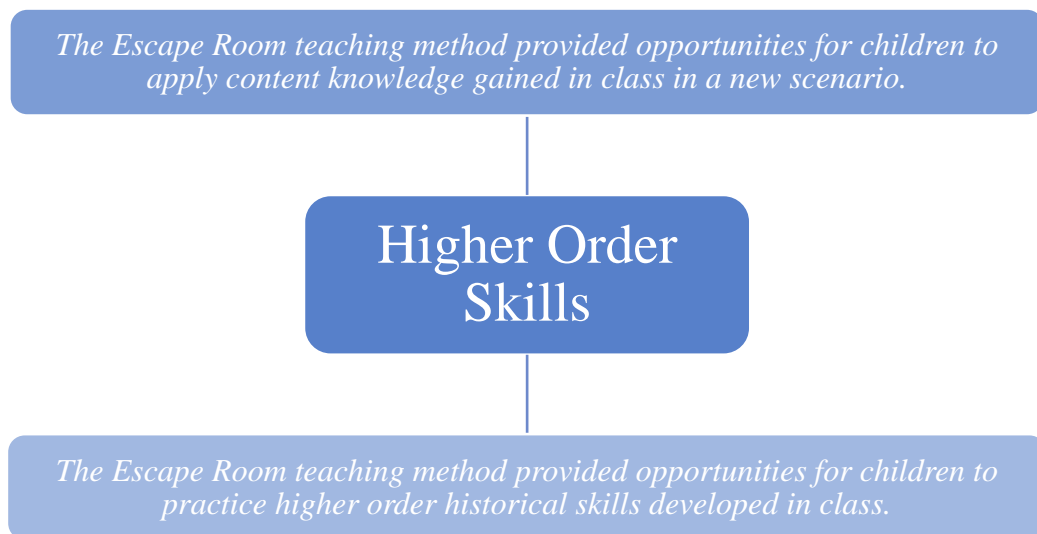 The Escape Room teaching method provided opportunities for children to
apply content knowledge gained in class in a new scenario.
Higher Order
Skills
The Escape Room teaching method provided opportunities for children to
practice higher order historical skills developed in class.